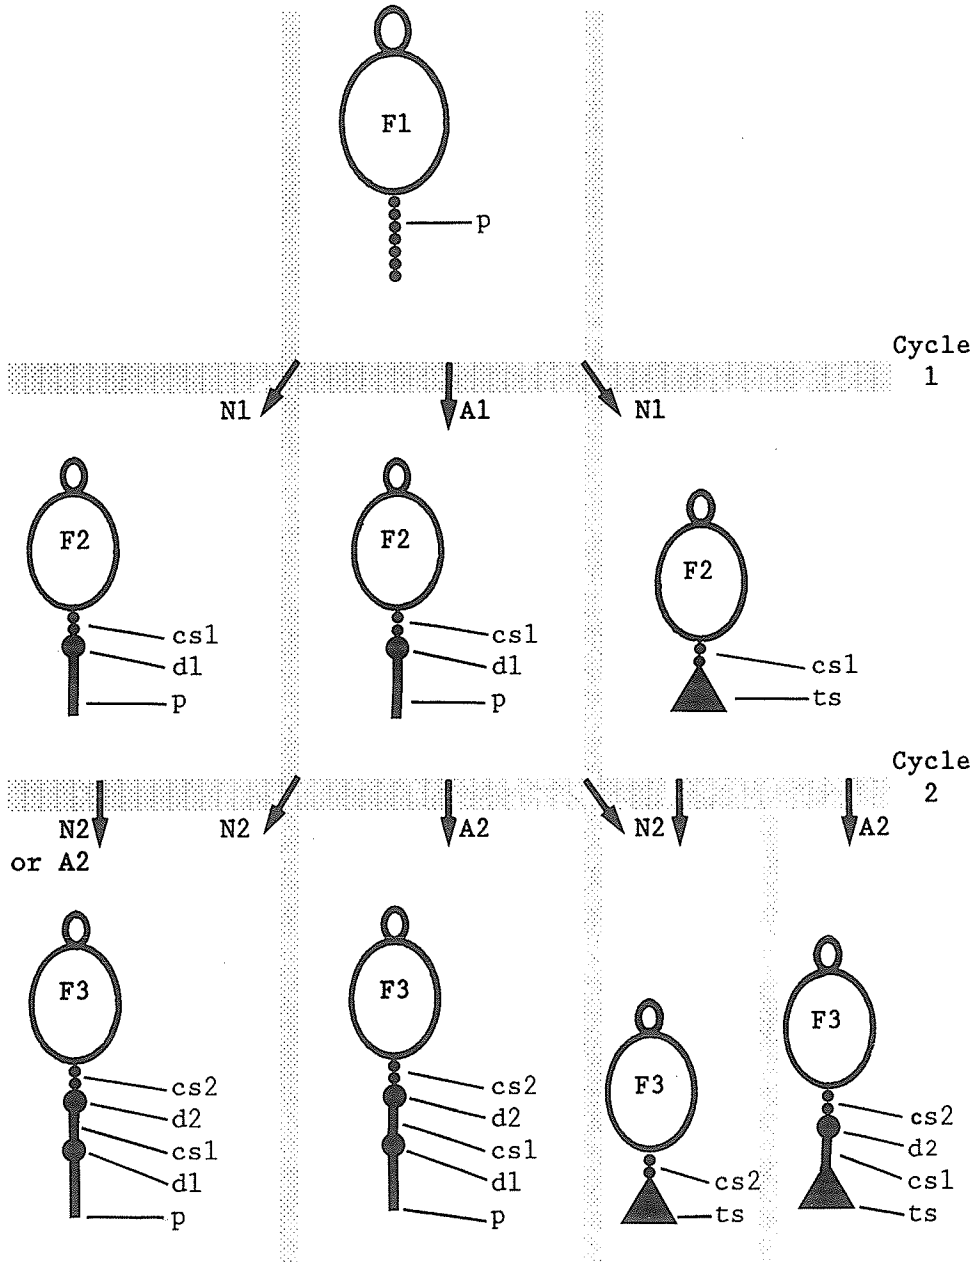 F1
p
Cycle
1
N1
A1
N1
F2
cs1
d1
p
F2
cs1
d1
p
F2
cs1
ts
Cycle
2
N2
or A2
N2
A2
N2
A2
F3
cs2
d2
cs1
d1
p
F3
cs2
d2
cs1
d1
p
F3
cs2
ts
F3
cs2
d2
cs1
ts